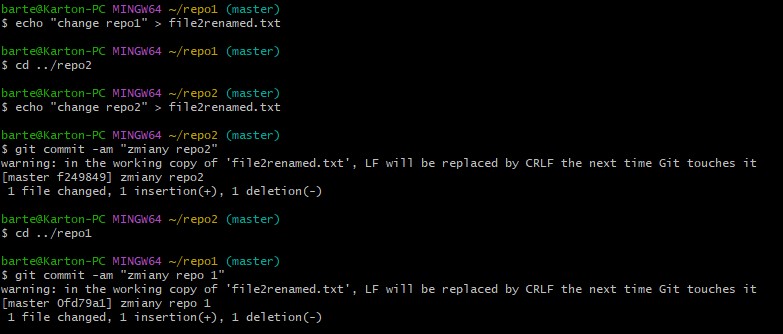 barte@Karton-PC MINGW64 ~/repo1 (master)
$ echo "change repo1" > file2renamed.txt
barte@Karton-PC MINGW64 ~/repo1 (master)
$ cd ../repo2
barte@Karton-PC MINGW64 ~/repo2 (master)
$ echo "change repo2" > file2renamed.txt
barte@Karton-PC MINGW64 ~/repo2 (master)
$ git commit -am "zmiany repo2"
warning: in the working copy of 'file2renamed.txt', LF will be replaced by CRLF the next time Git touches it
[master f249849] zmiany repo2
 1 file changed, 1 insertion(+), 1 deletion(-)
barte@Karton-PC MINGW64 ~/repo2 (master)
$ cd ../repo1
barte@Karton-PC MINGW64 ~/repo1 (master)
$ git commit -am "zmiany repo 1"
warning: in the working copy of 'file2renamed.txt', LF will be replaced by CRLF the next time Git touches it
[master 0fd79a1] zmiany repo 1
 1 file changed, 1 insertion(+), 1 deletion(-)